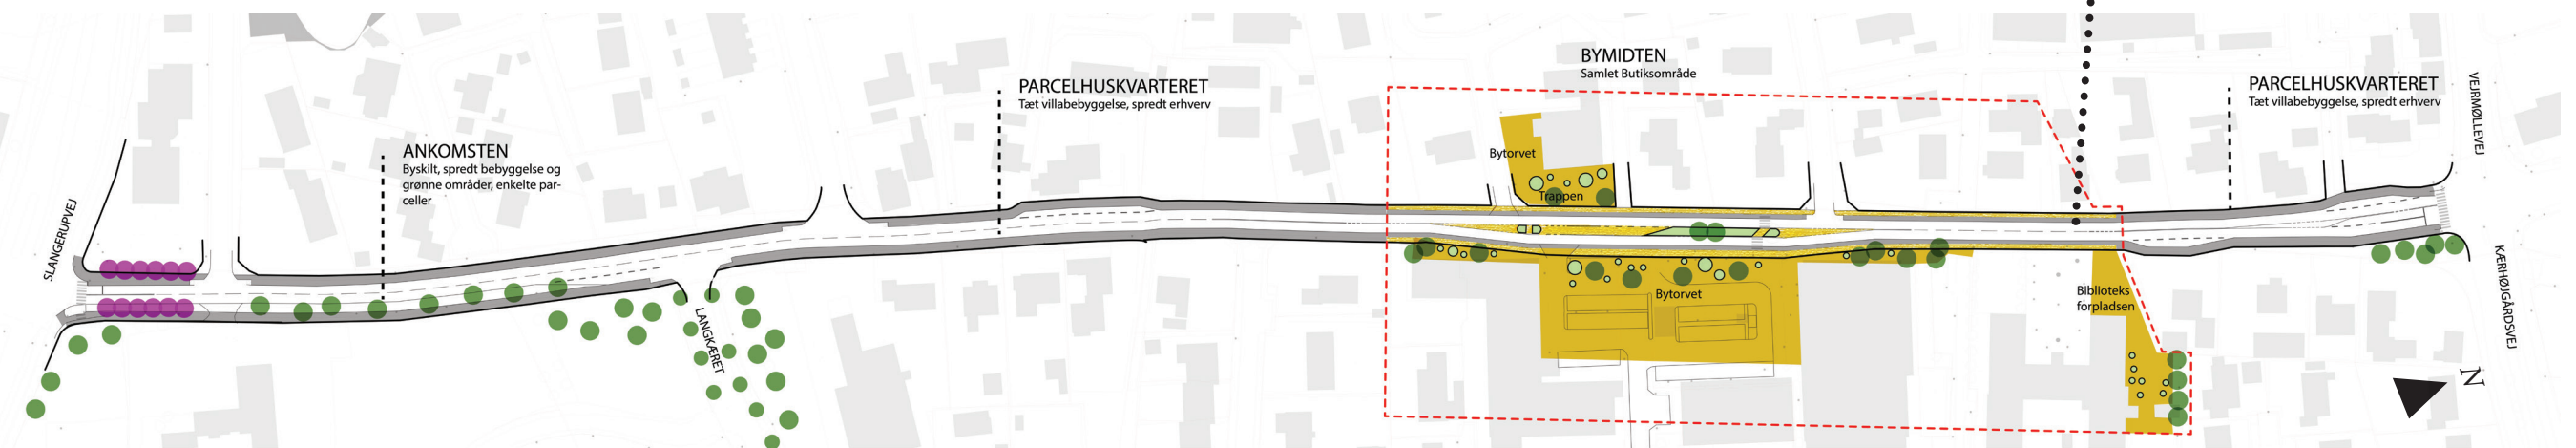 SLANGERUPVEJ
ANKOMSTEN
Byskilt, spredt bebyggelse og
grønne områder, enkelte par-
celler
LANGKÆRET
PARCELHUSKVARTERET
Tæt villabebyggelse, spredt erhverv
BYMIDTEN
Samlet Butiksområde
Bytorvet
Trappen
Bytorvet
Biblioteks
forpladsen
PARCELHUSKVARTERET
Tæt villabebyggelse, spredt erhverv
VEJRMØLLEVEJ
KÆRHØJGÅRDSVEJ
N